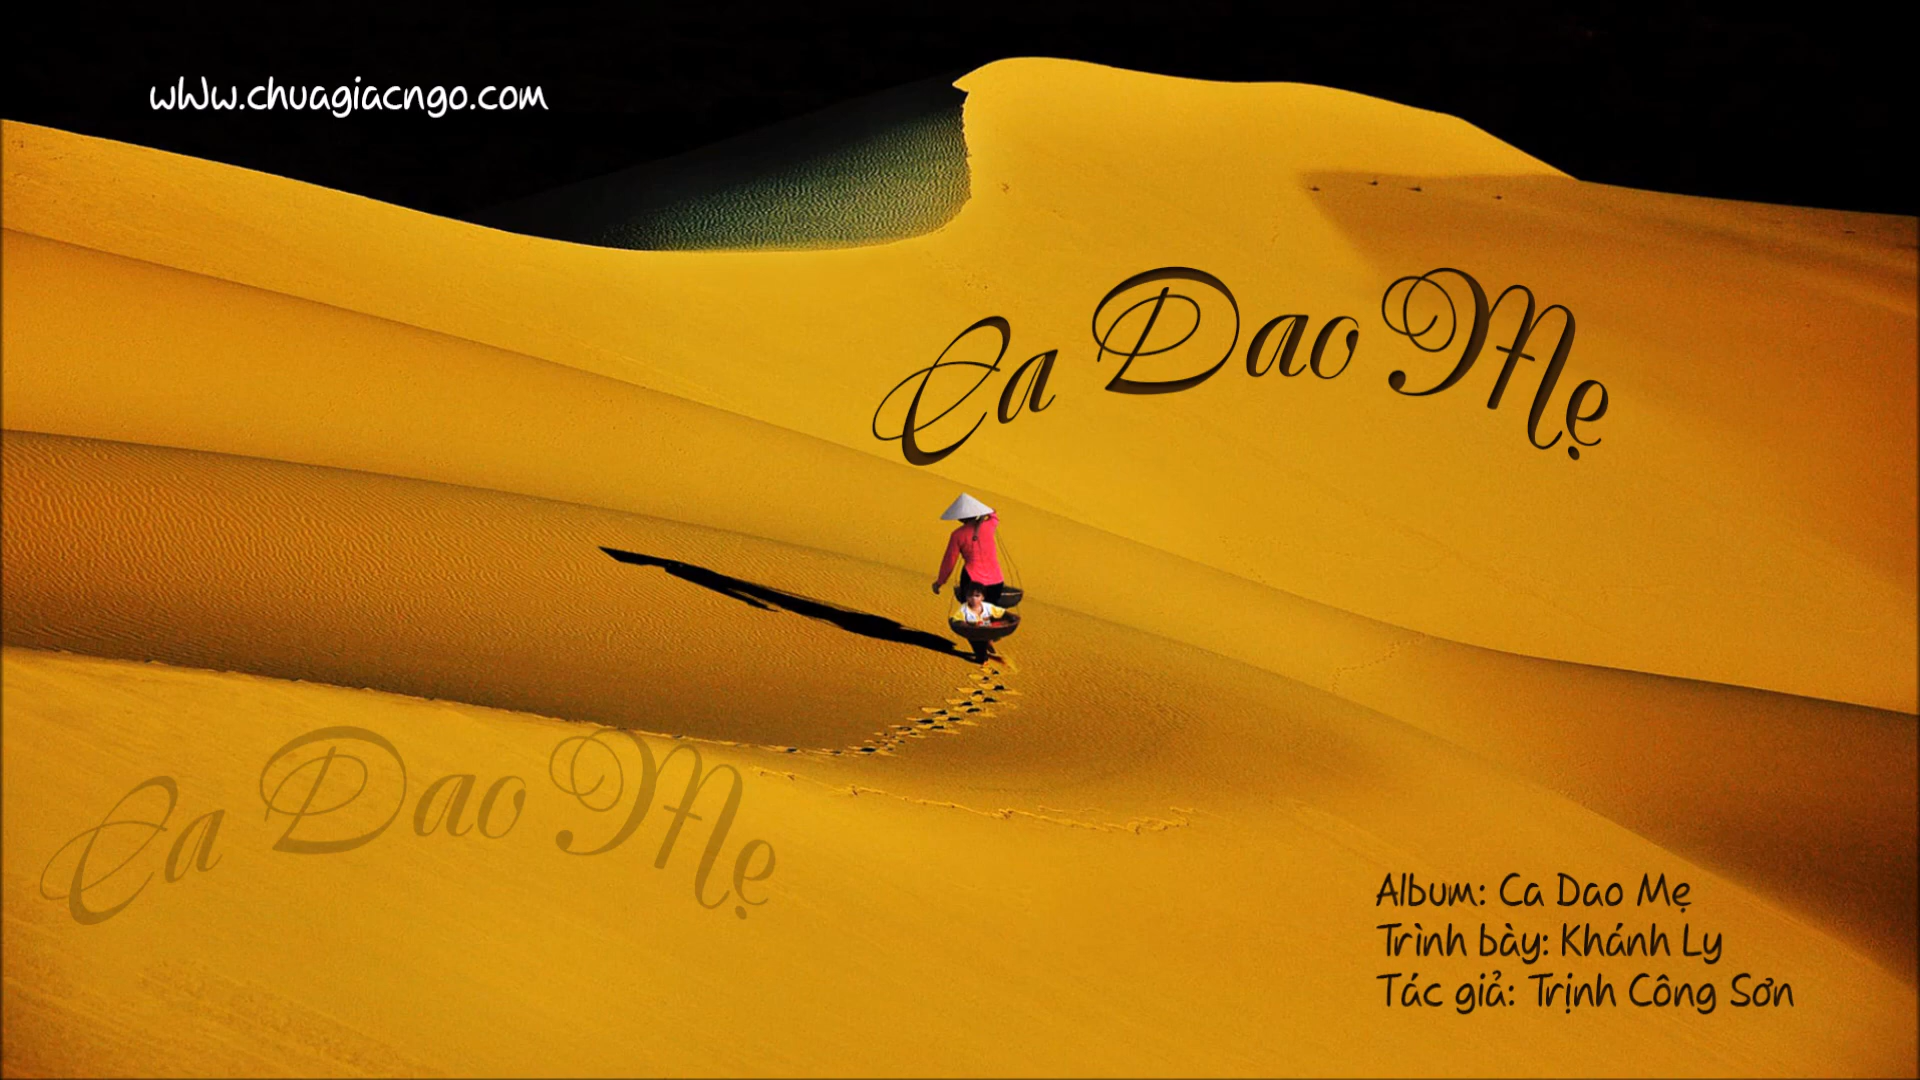 www.chuagiacngo.com
Ca Dao Mẹ
Ca Dao Mẹ
Album: Ca Dao Mẹ
Trình bày: Khánh Ly
Tác giả: Trịnh Công Sơn